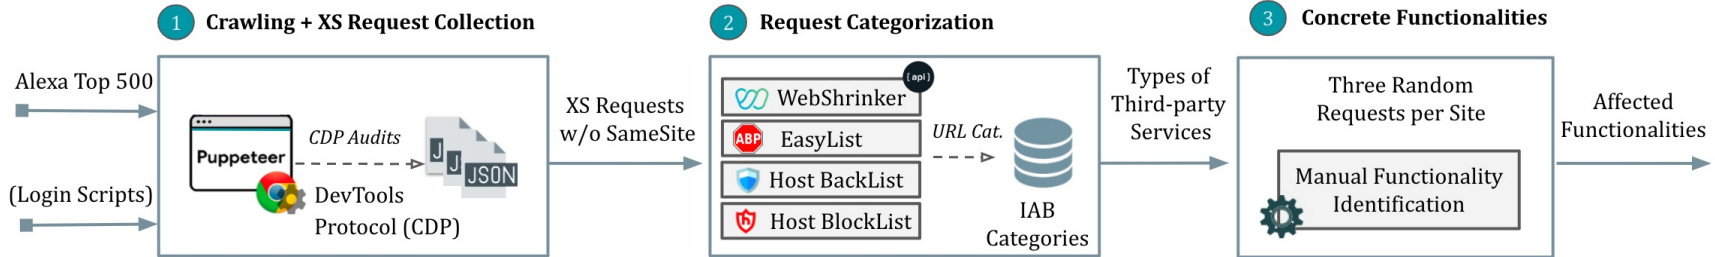 1 Crawling + XS Request Collection
Alexa Top 500
(Login Scripts)
Puppeteer
CDP Audits
J
J
JSON
DevTools
Protocol (CDP)
XS Requests
w/o SameSite
2 Request Categorization
{api}
WebShrinker
ABP EasyList
Host BackList
Host BlockList
URL Cat.
IAB
Categories
Types of
Third-party
Services
3 Concrete Functionalities
Three Random
Requests per Site
Manual Functionality
Identification
Affected
Functionalities